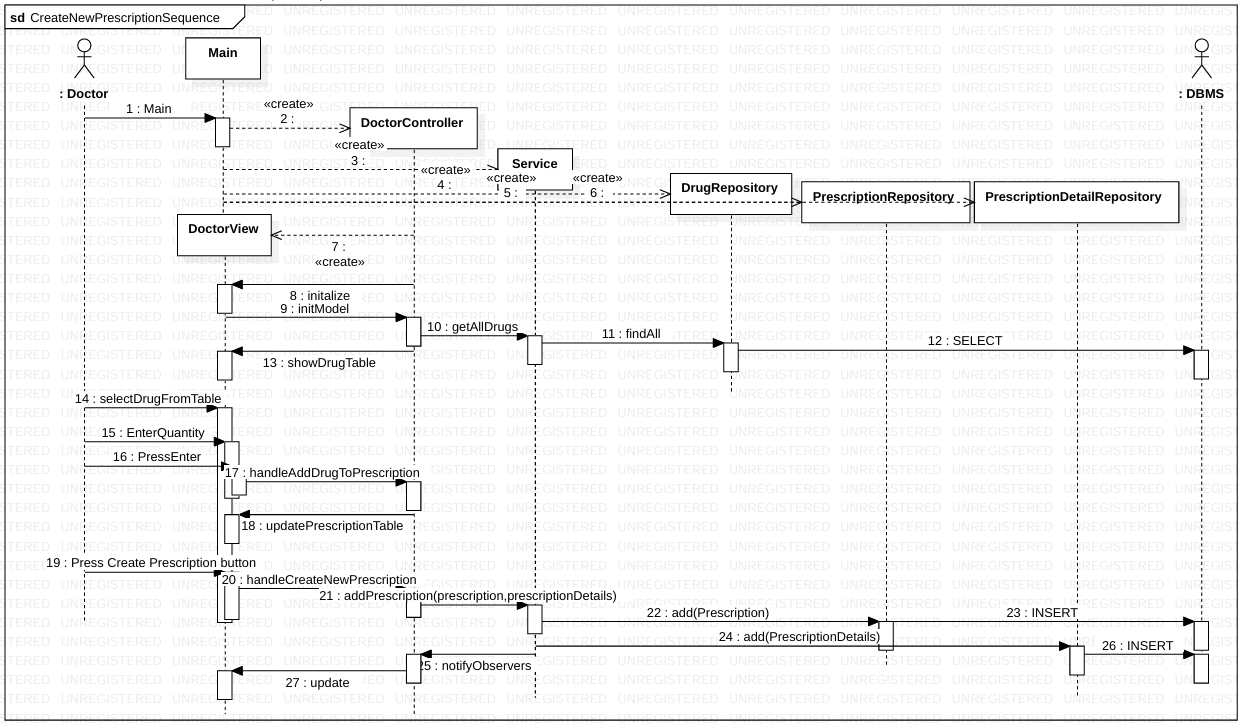 sd CreateNewPrescriptionSequence
Main
: Doctor
: DBMS
1 : Main
«create»
2 :
DoctorController
«create»
3 :
Service
«create»
4 :
«create»
5 :
«create»
6 :
DrugRepository
PrescriptionRepository
PrescriptionDetailRepository
DoctorView
7 :
«create»
8 : initalize
9 : initModel
10 : getAllDrugs
11 : findAll
12 : SELECT
13 : showDrugTable
14 : selectDrugFromTable
15 : EnterQuantity
16 : PressEnter
17 : handleAddDrugToPrescription
18 : updatePrescriptionTable
19 : Press Create Prescription button
20 : handleCreateNewPrescription
21 : addPrescription(prescription,prescriptionDetails)
22 : add(Prescription)
23 : INSERT
24 : add(PrescriptionDetails)
26 : INSERT
25 : notifyObservers
27 : update
UNREGISTERED